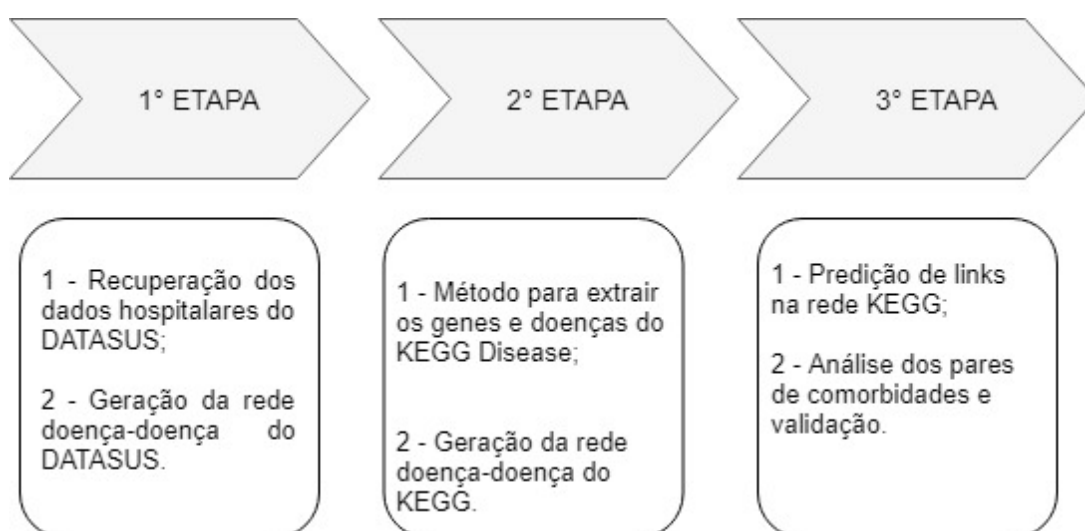 1° ETAPA
2° ETAPA
3° ETAPA
1 - Recuperação dos
dados hospitalares do
DATASUS;
2 - Geração da rede
doença-doença do
DATASUS.
1 - Método para extrair
os genes e doenças do
KEGG Disease;
2 - Geração da rede
doença-doença do
KEGG.
1 - Predição de links
na rede KEGG;
2 - Análise dos pares
de comorbidades e
validação.